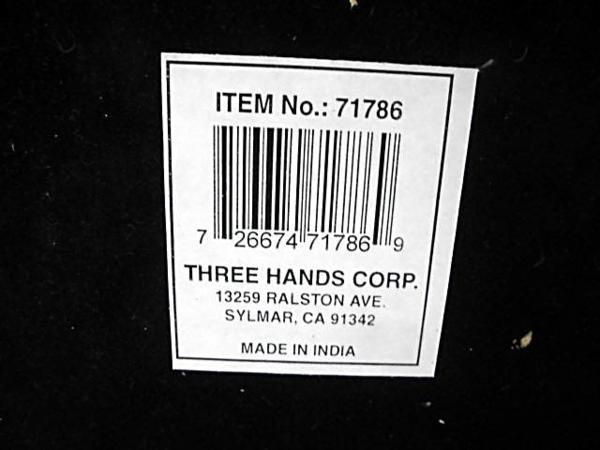 ITEM No.: 71786
7 26674 71786 9
THREE HANDS CORP.
13259 RALSTON AVE.
SYLMAR, CA 91342
MADE IN INDIA